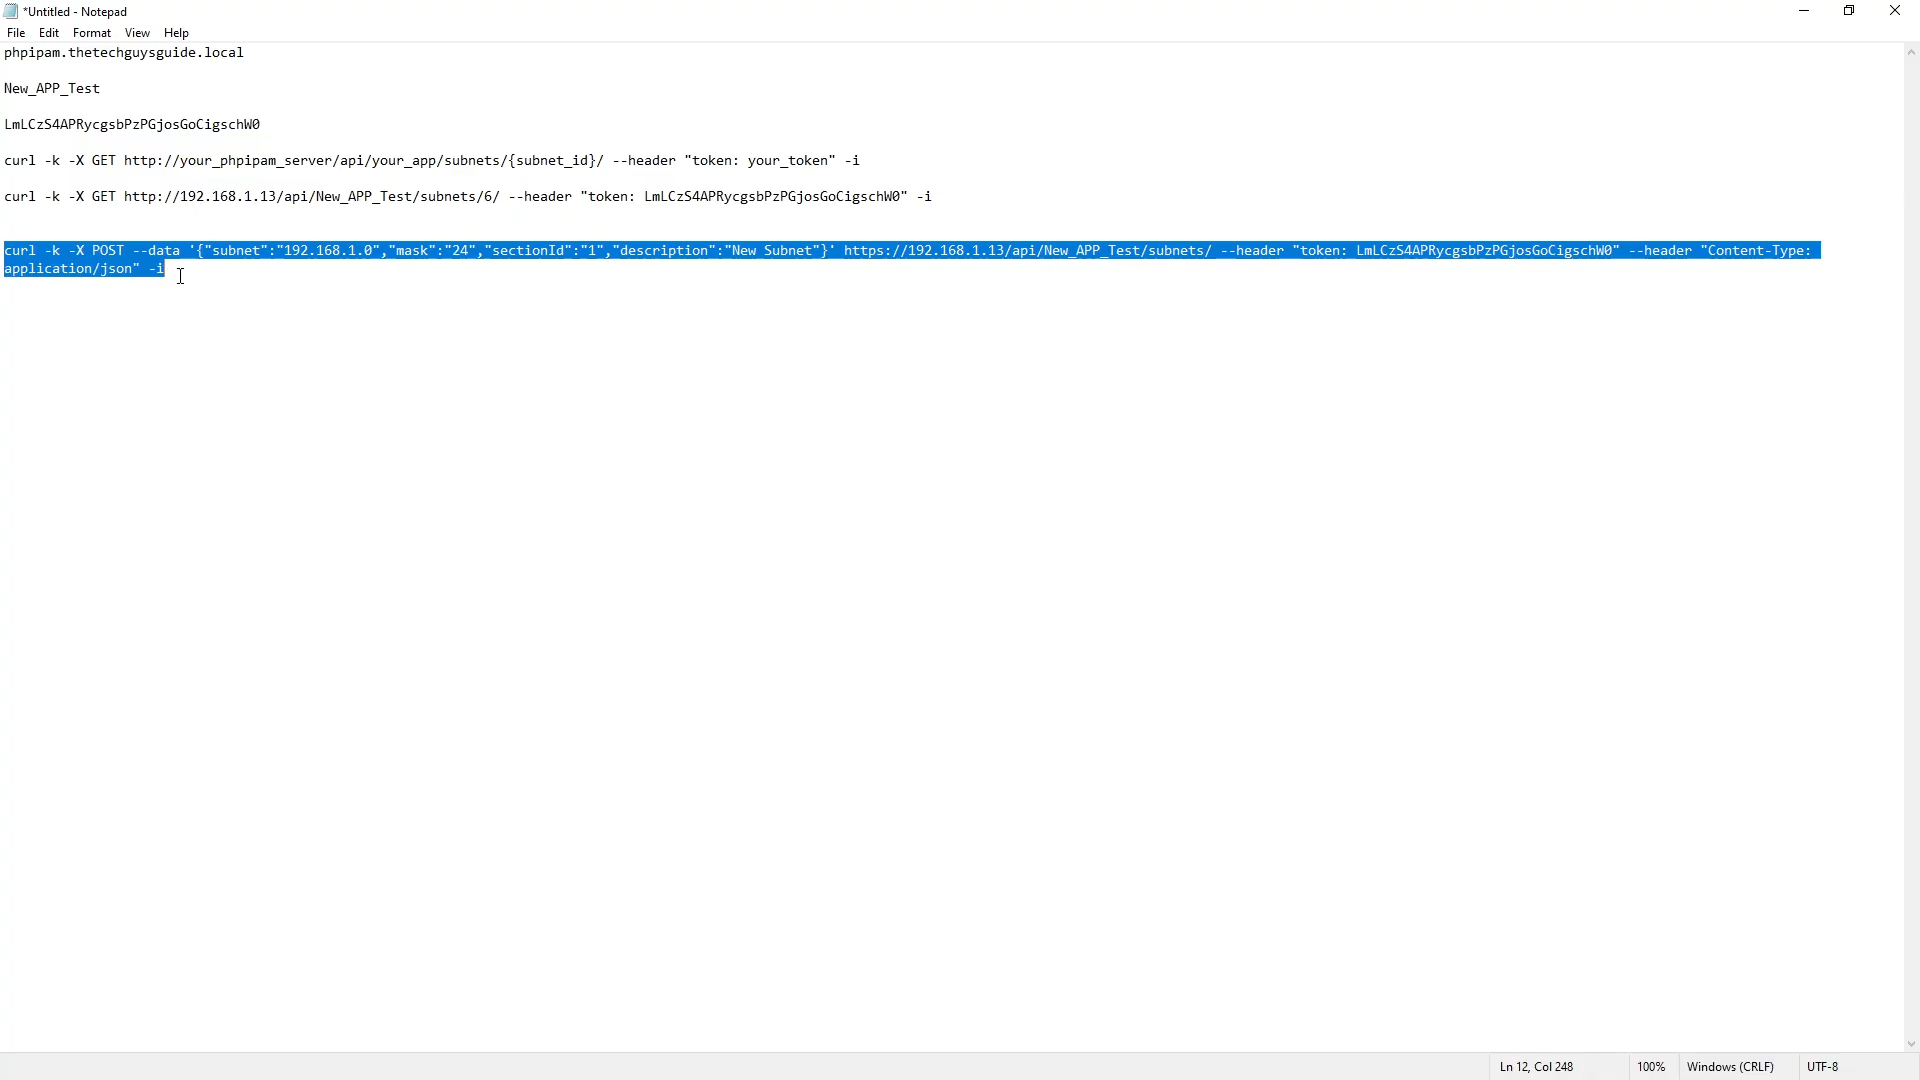 *Untitled - Notepad
File Edit Format View Help
phpipam.thetechguysguide.local
New_APP_Test
LmLCzS4APRycgsbPzPGjosGoCigschW0
curl -k -X GET http://your_phpipam_server/api/your_app/subnets/{subnet_id}/ --header "token: your_token" -i
curl -k -X GET http://192.168.1.13/api/New_APP_Test/subnets/6/ --header "token: LmLCzS4APRycgsbPzPGjosGoCigschW0" -i
curl -k -X POST --data '{"subnet":"192.168.1.0","mask":"24","sectionId":"1","description":"New Subnet"}' https://192.168.1.13/api/New_APP_Test/subnets/ --header "token: LmLCzS4APRycgsbPzPGjosGoCigschW0" --header "Content-Type:
application/json" -i
Ln 12, Col 248 100% Windows (CRLF) UTF-8